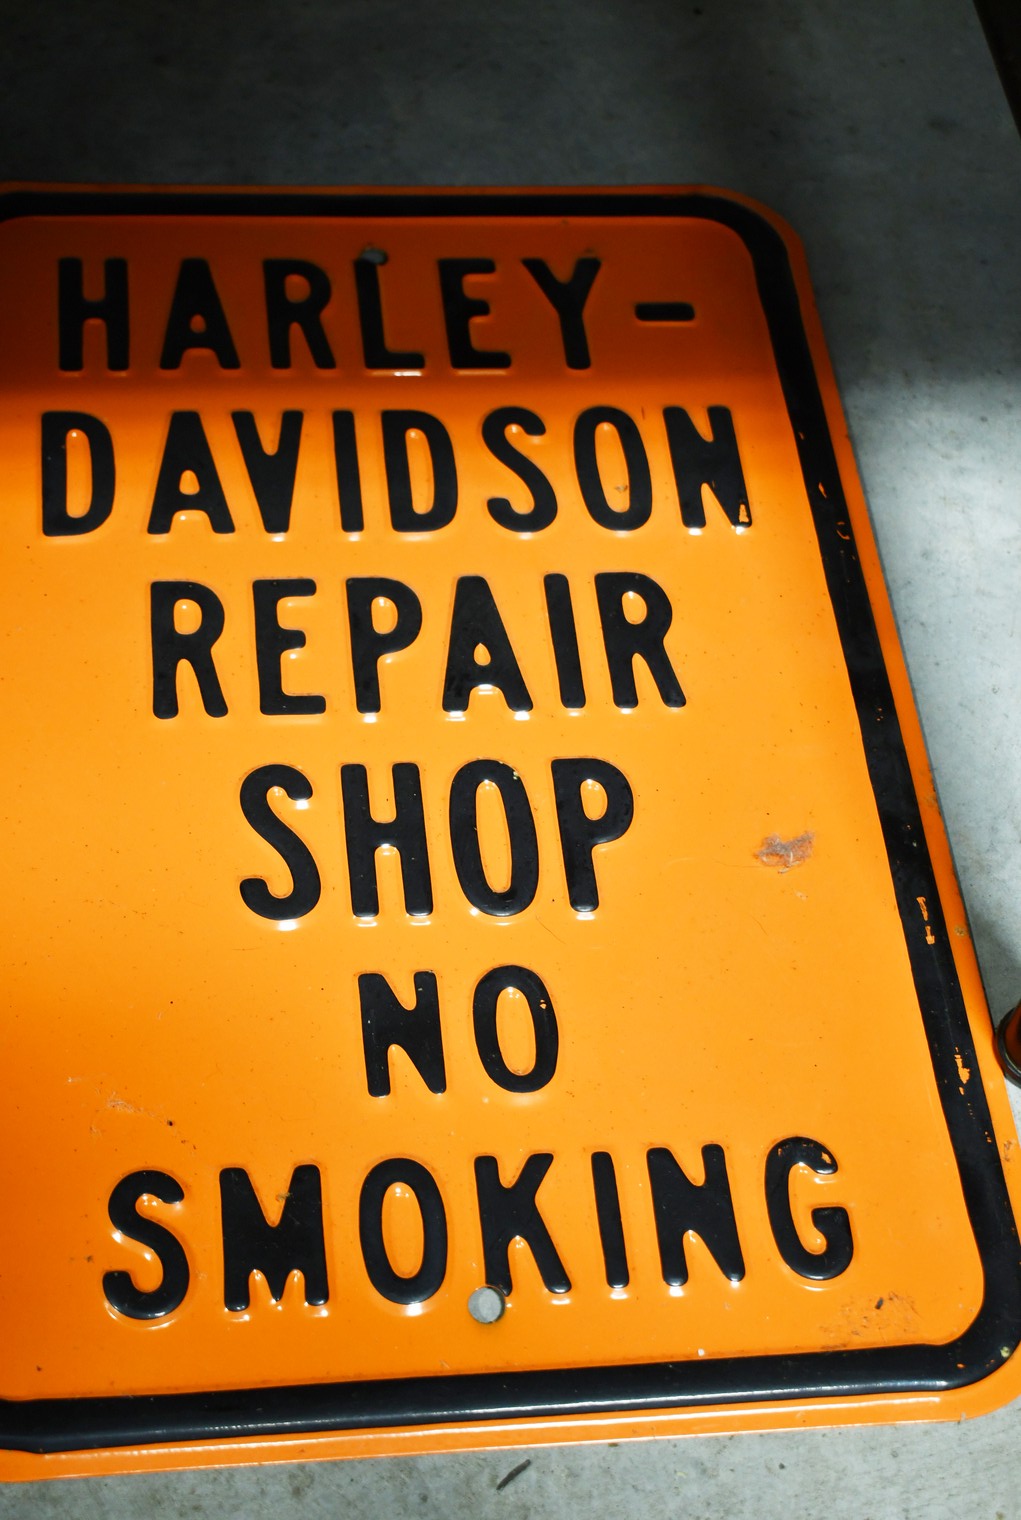 HARLEY-
DAVIDSON
REPAIR
SHOP
NO
SMOKING